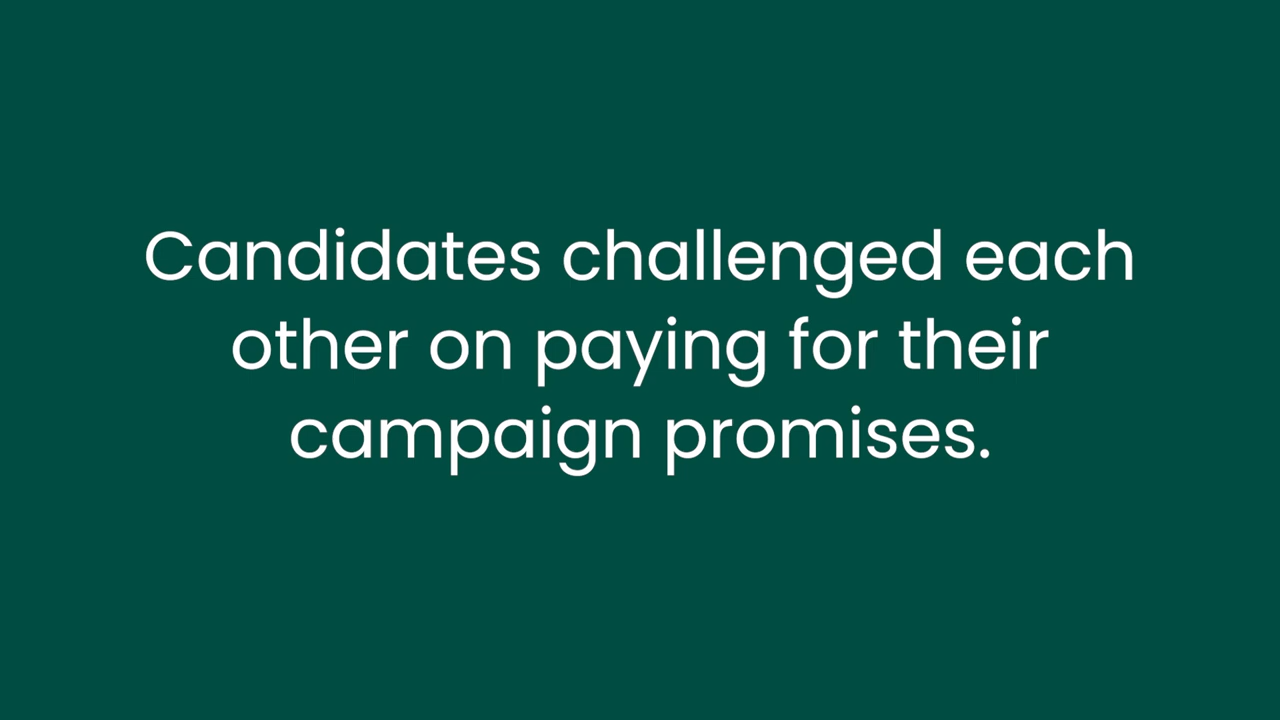 Candidates challenged each
other on paying for their
campaign promises.